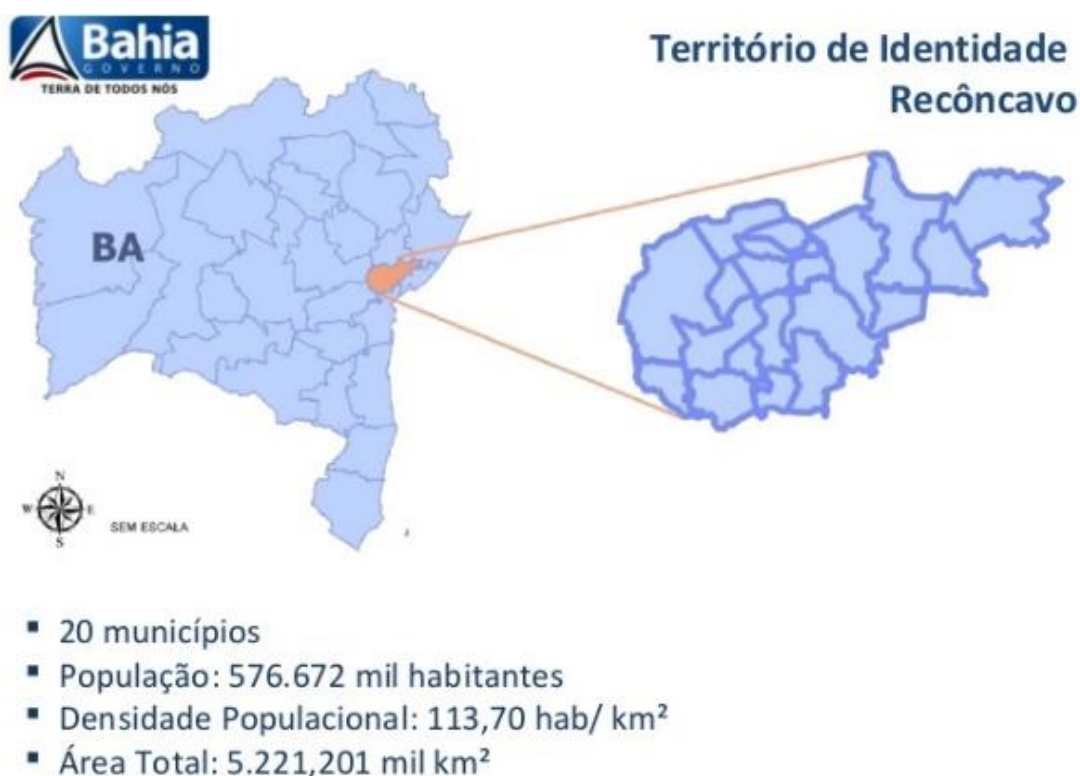 Bahia
GOVERNO
TERRA DE TODOS NÓS
Território de Identidade
Recôncavo
BA
N
W E
S
SEM ESCALA
▪ 20 municípios
▪ População: 576.672 mil habitantes
▪ Densidade Populacional: 113,70 hab/ km²
▪ Área Total: 5.221,201 mil km²